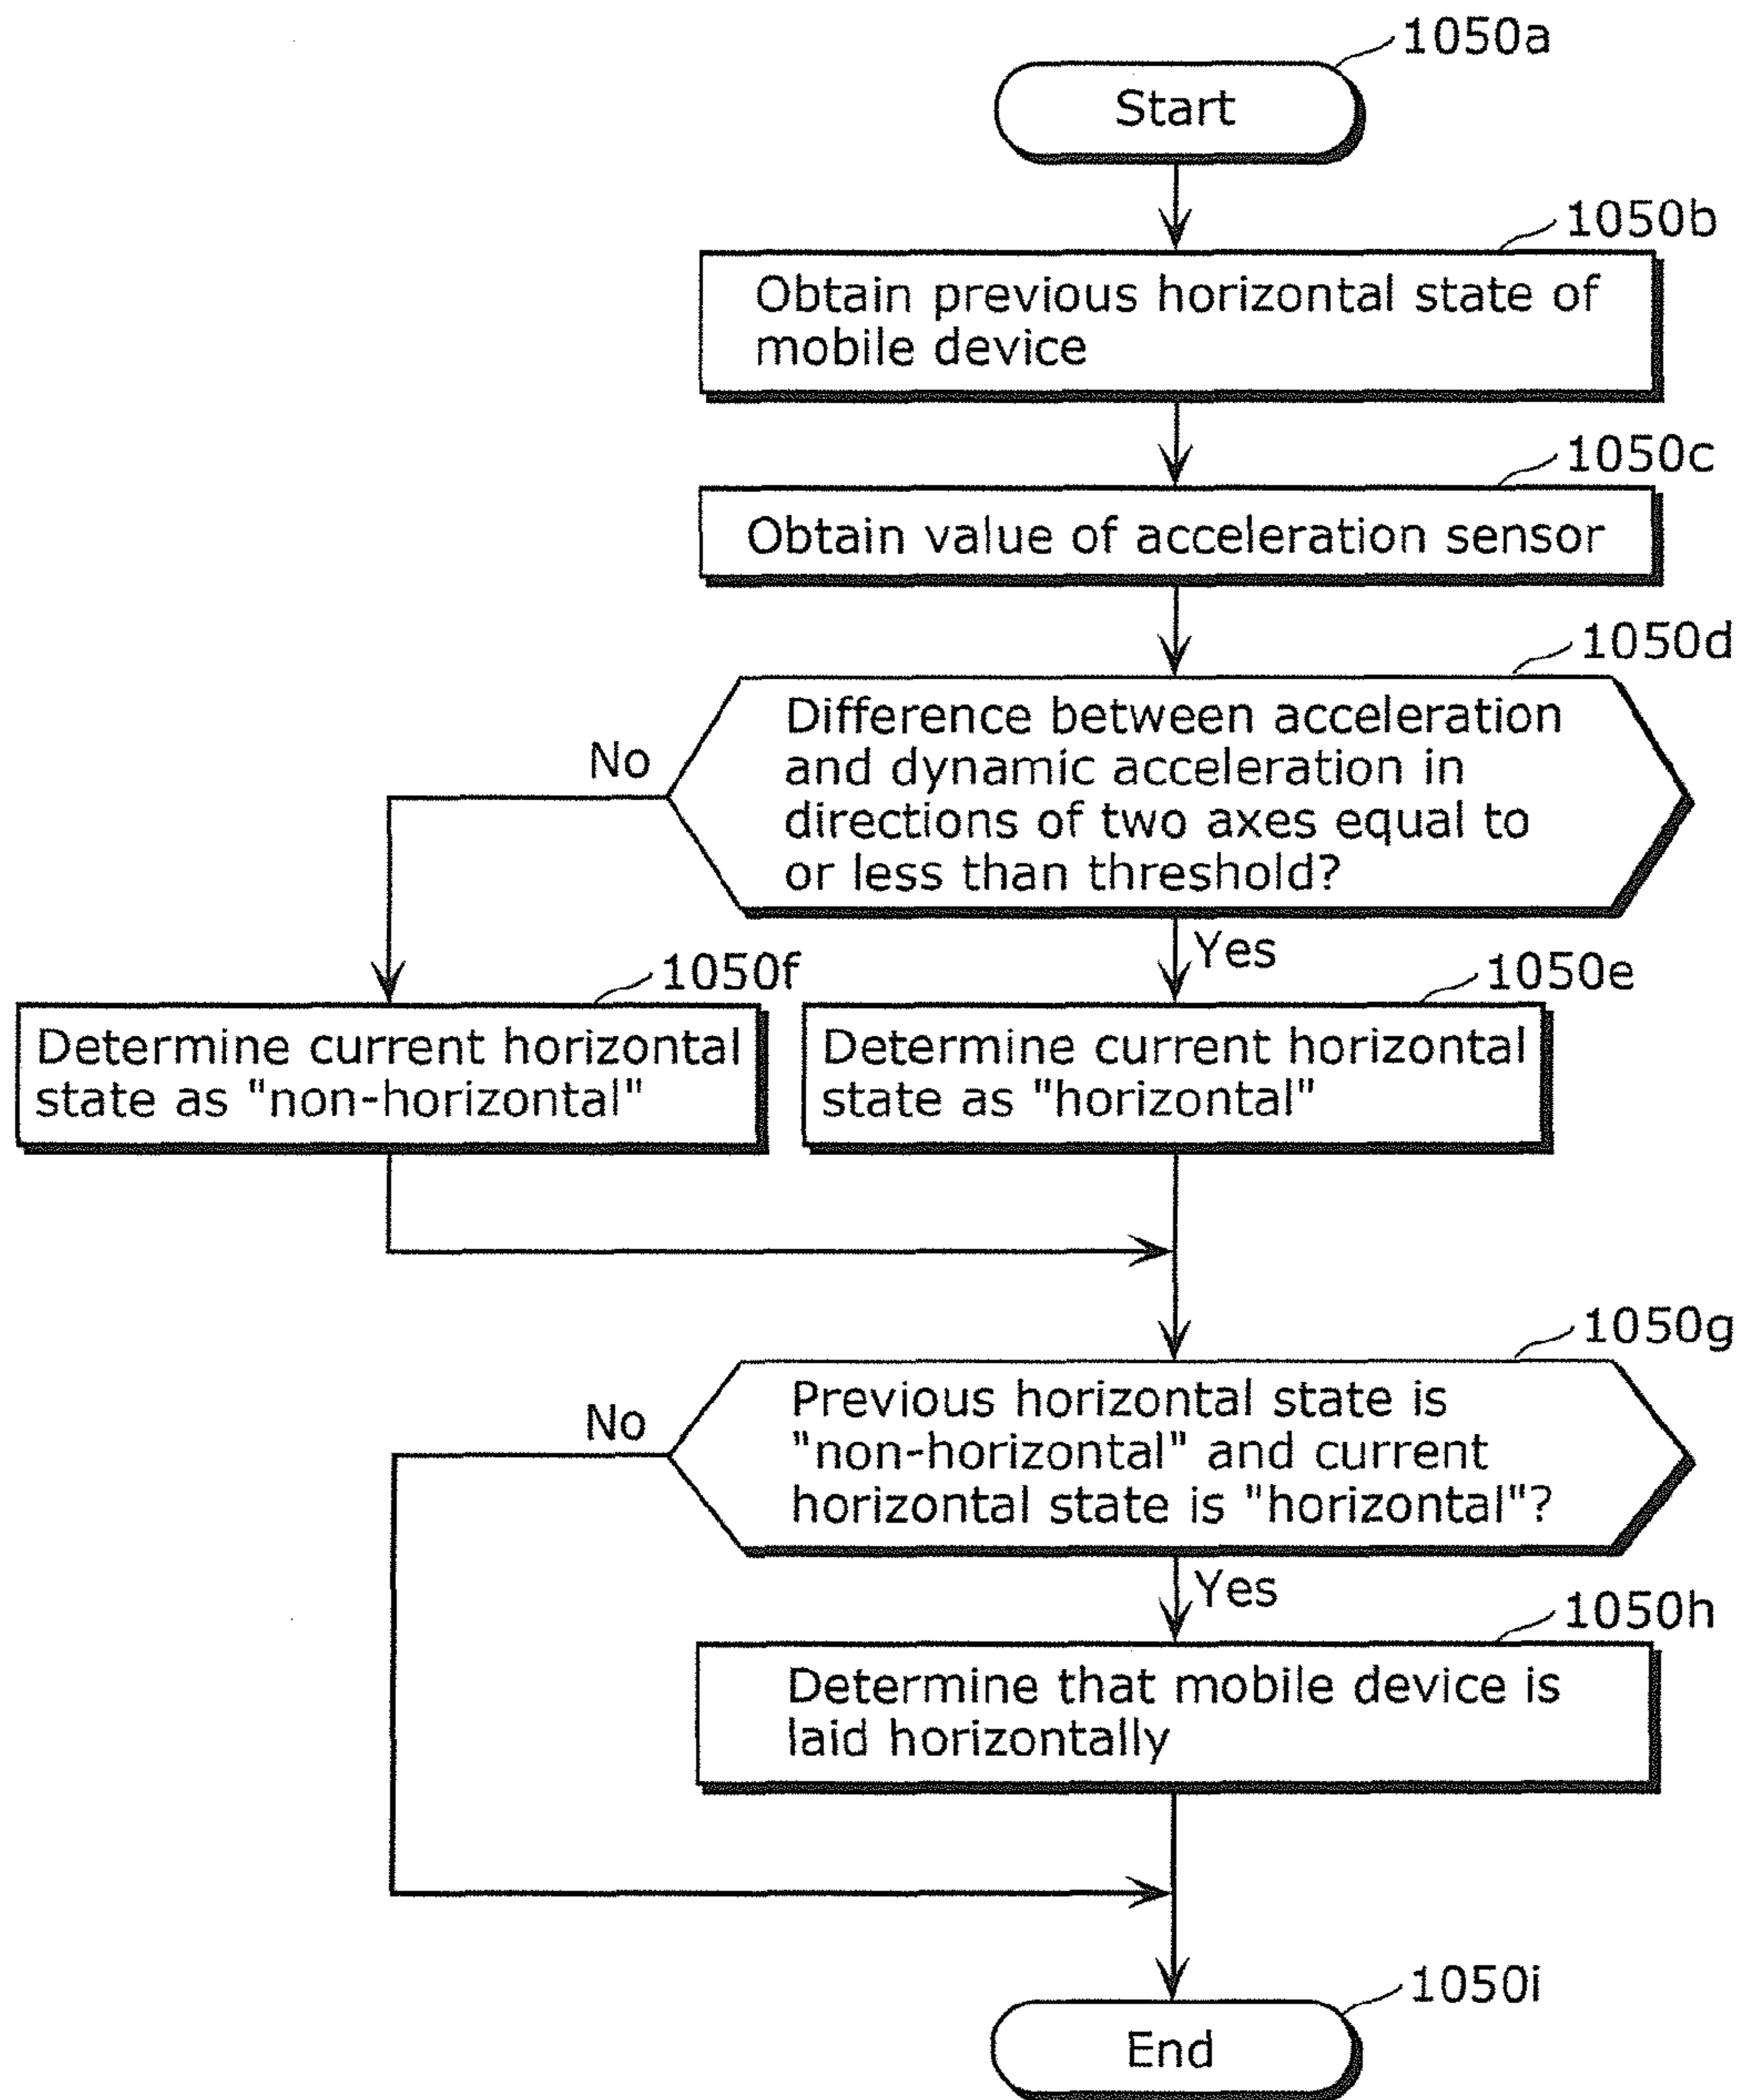 1050a
Start
1050b
Obtain previous horizontal state of
mobile device
1050c
Obtain value of acceleration sensor
1050d
Difference between acceleration
and dynamic acceleration in
directions of two axes equal to
or less than threshold?
No
Yes
1050f
1050e
Determine current horizontal
state as "non-horizontal"
Determine current horizontal
state as "horizontal"
1050g
Previous horizontal state is
"non-horizontal" and current
horizontal state is "horizontal"?
No
Yes
1050h
Determine that mobile device is
laid horizontally
1050i
End